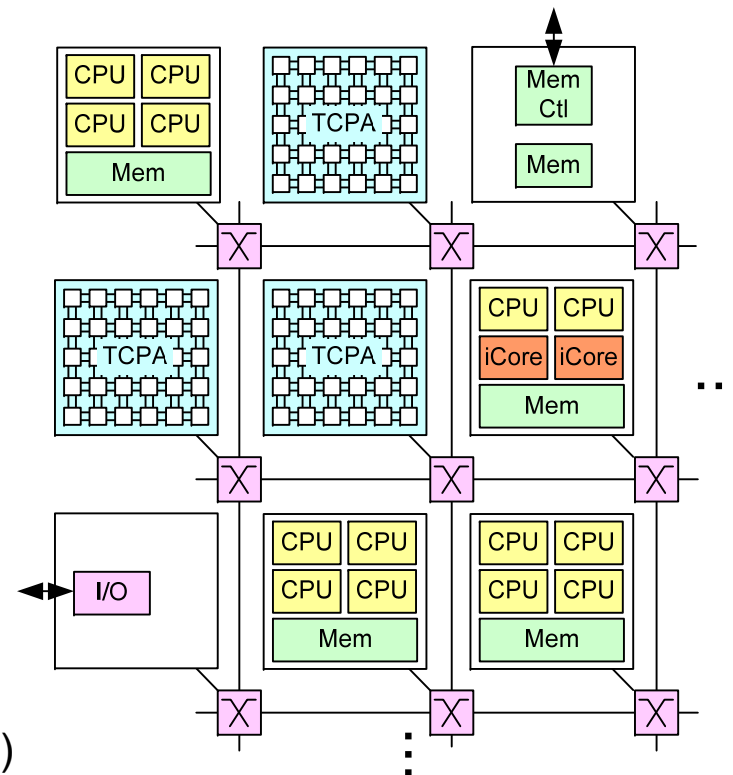 CPU CPU
CPU CPU
Mem
TCPA
Mem
Ctl
Mem
TCPA
TCPA
CPU CPU
iCore iCore
Mem
..
I/O
CPU CPU
CPU CPU
Mem
CPU CPU
CPU CPU
Mem
)
⋮